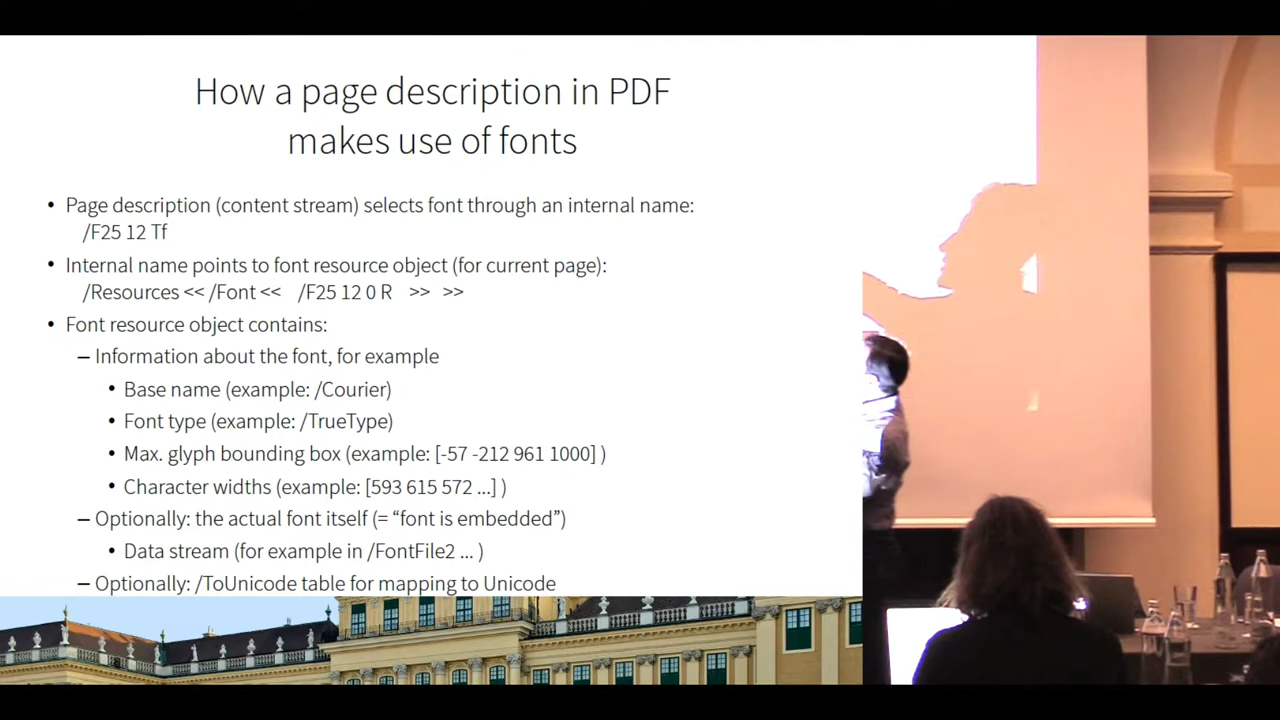 How a page description in PDF
makes use of fonts
• Page description (content stream) selects font through an internal name:
/F25 12 Tf
• Internal name points to font resource object (for current page):
/Resources << /Font << /F25 12 0 R >> >>
• Font resource object contains:
– Information about the font, for example
• Base name (example: /Courier)
• Font type (example: /TrueType)
• Max. glyph bounding box (example: [-57 -212 961 1000] )
• Character widths (example: [593 615 572 ...] )
– Optionally: the actual font itself (= “font is embedded”)
• Data stream (for example in /FontFile2 ... )
– Optionally: /ToUnicode table for mapping to Unicode